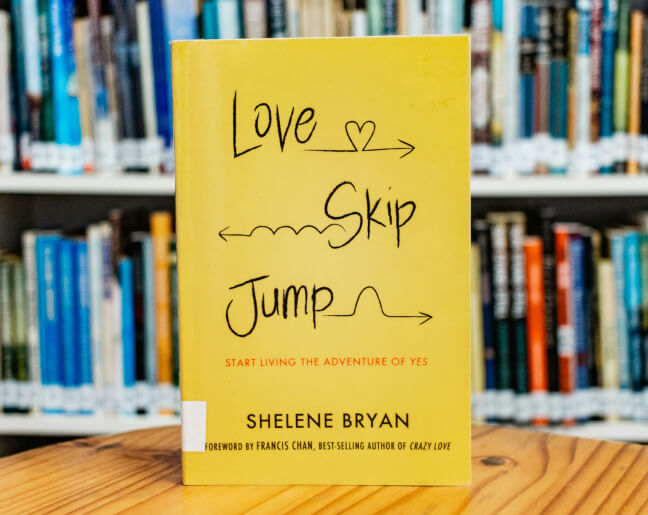 Love
Skip
Jump
START LIVING THE ADVENTURE OF YES
SHELENE BRYAN
FOREWORD BY FRANCIS CHAN, BEST-SELLING AUTHOR OF CRAZY LOVE